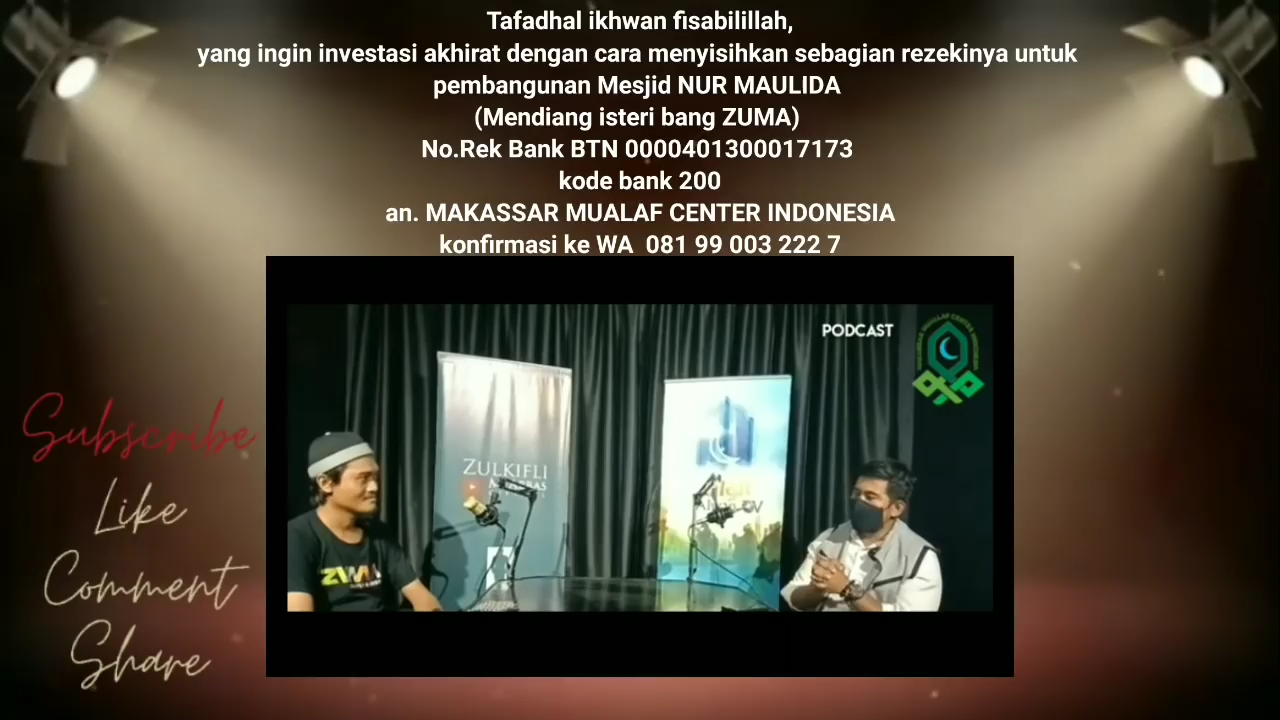 Tafadhal ikhwan fisabilillah,
yang ingin investasi akhirat dengan cara menyisihkan sebagian rezekinya untuk
pembangunan Mesjid NUR MAULIDA
(Mendiang isteri bang ZUMA)
No.Rek Bank BTN 0000401300017173
kode bank 200
an. MAKASSAR MUALAF CENTER INDONESIA
konfirmasi ke WA 081 99 003 222 7
PODCAST
ZULKIFLI
Subscribe
Like
Comment
Share